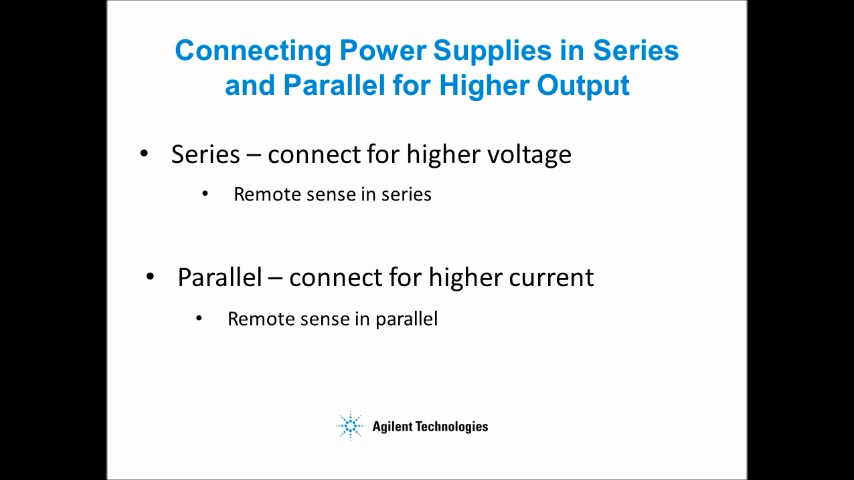 Connecting Power Supplies in Series
and Parallel for Higher Output
• Series – connect for higher voltage
• Remote sense in series
• Parallel – connect for higher current
• Remote sense in parallel
Agilent Technologies